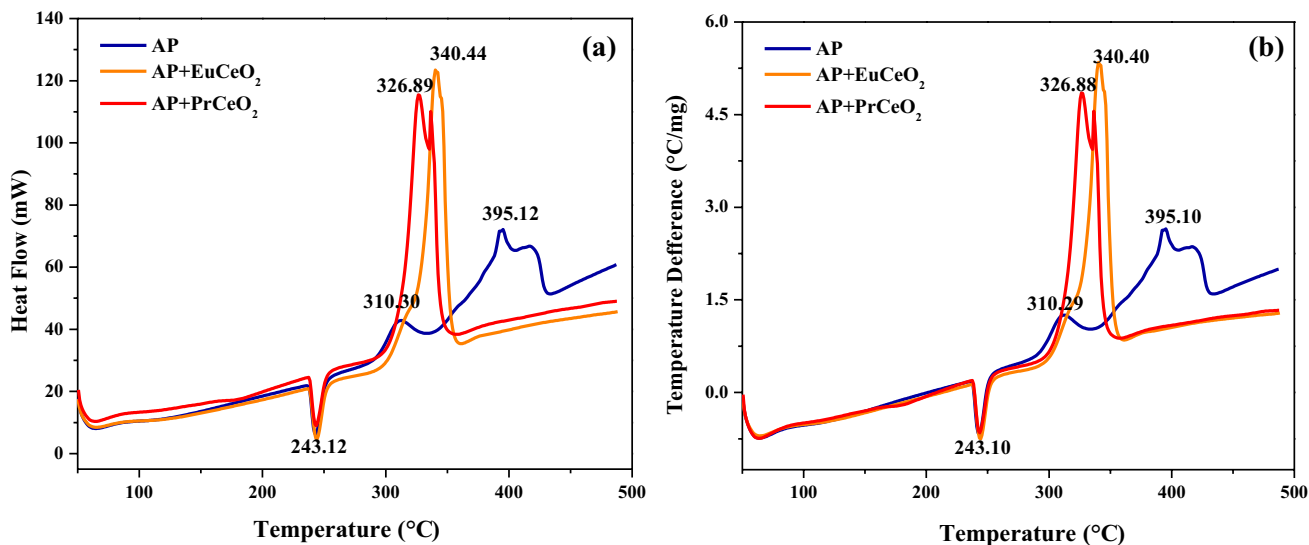 (a)
AP
AP+EuCeO₂
AP+PrCeO₂
340.44
326.89
395.12
310.30
243.12
140
120
100
80
60
40
20
0
Heat Flow (mW)
100
200
300
400
500
Temperature (°C)
(b)
AP
AP+EuCeO₂
AP+PrCeO₂
340.40
326.88
395.10
310.29
243.10
6.0
4.5
3.0
1.5
0.0
Temperature Defference (°C/mg)
100
200
300
400
500
Temperature (°C)